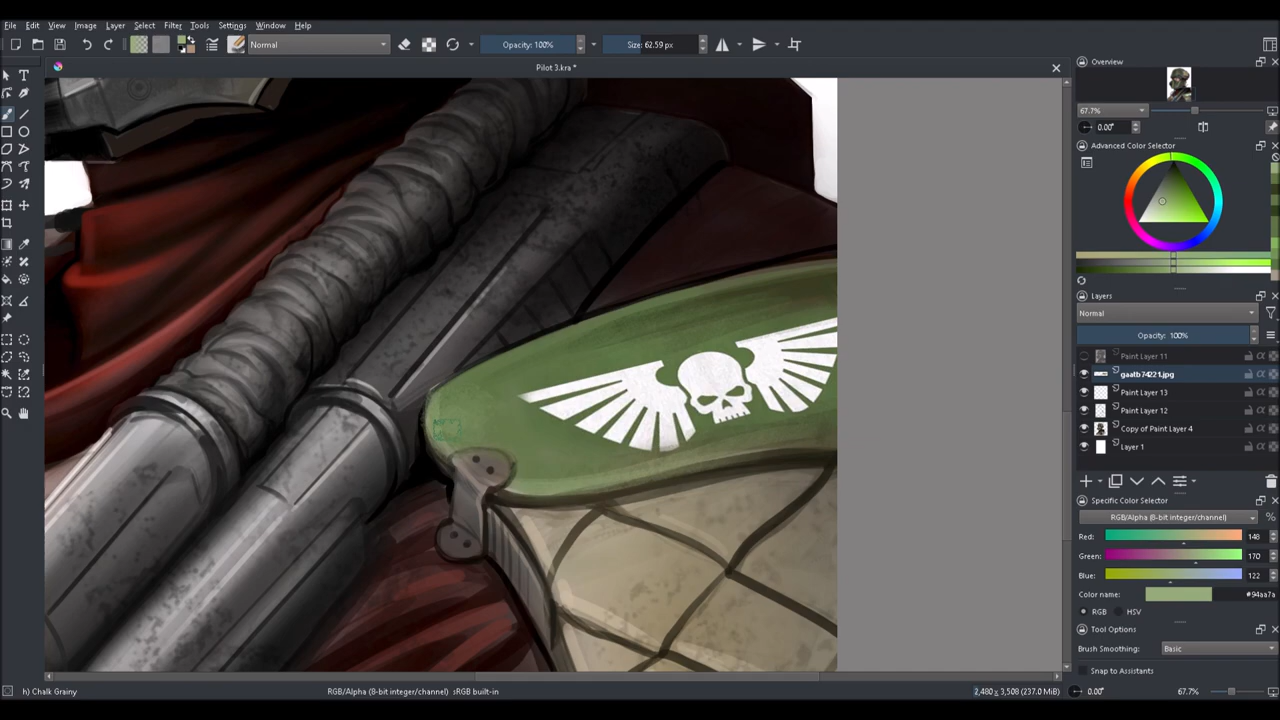 File Edit View Image Layer Select Filter Tools Settings Window Help
Normal Opacity: 100% Size: 62.59 px
Pilot 3.kra *
Overview
67.7%
0.00°
Advanced Color Selector
Layers
Normal
Opacity: 100%
Paint Layer 11
gaatb74221.jpg
Paint Layer 13
Paint Layer 12
Copy of Paint Layer 4
Layer 1
Specific Color Selector
RGB/Alpha (8-bit integer/channel) %
Red: 148
Green: 170
Blue: 122
Color name: #94aa7a
RGB HSV
Tool Options
Brush Smoothing: Basic
Snap to Assistants
h) Chalk Grainy RGB/Alpha (8-bit integer/channel) sRGB built-in 2,480 x 3,508 (237.0 MiB) 0.00° 67.7%